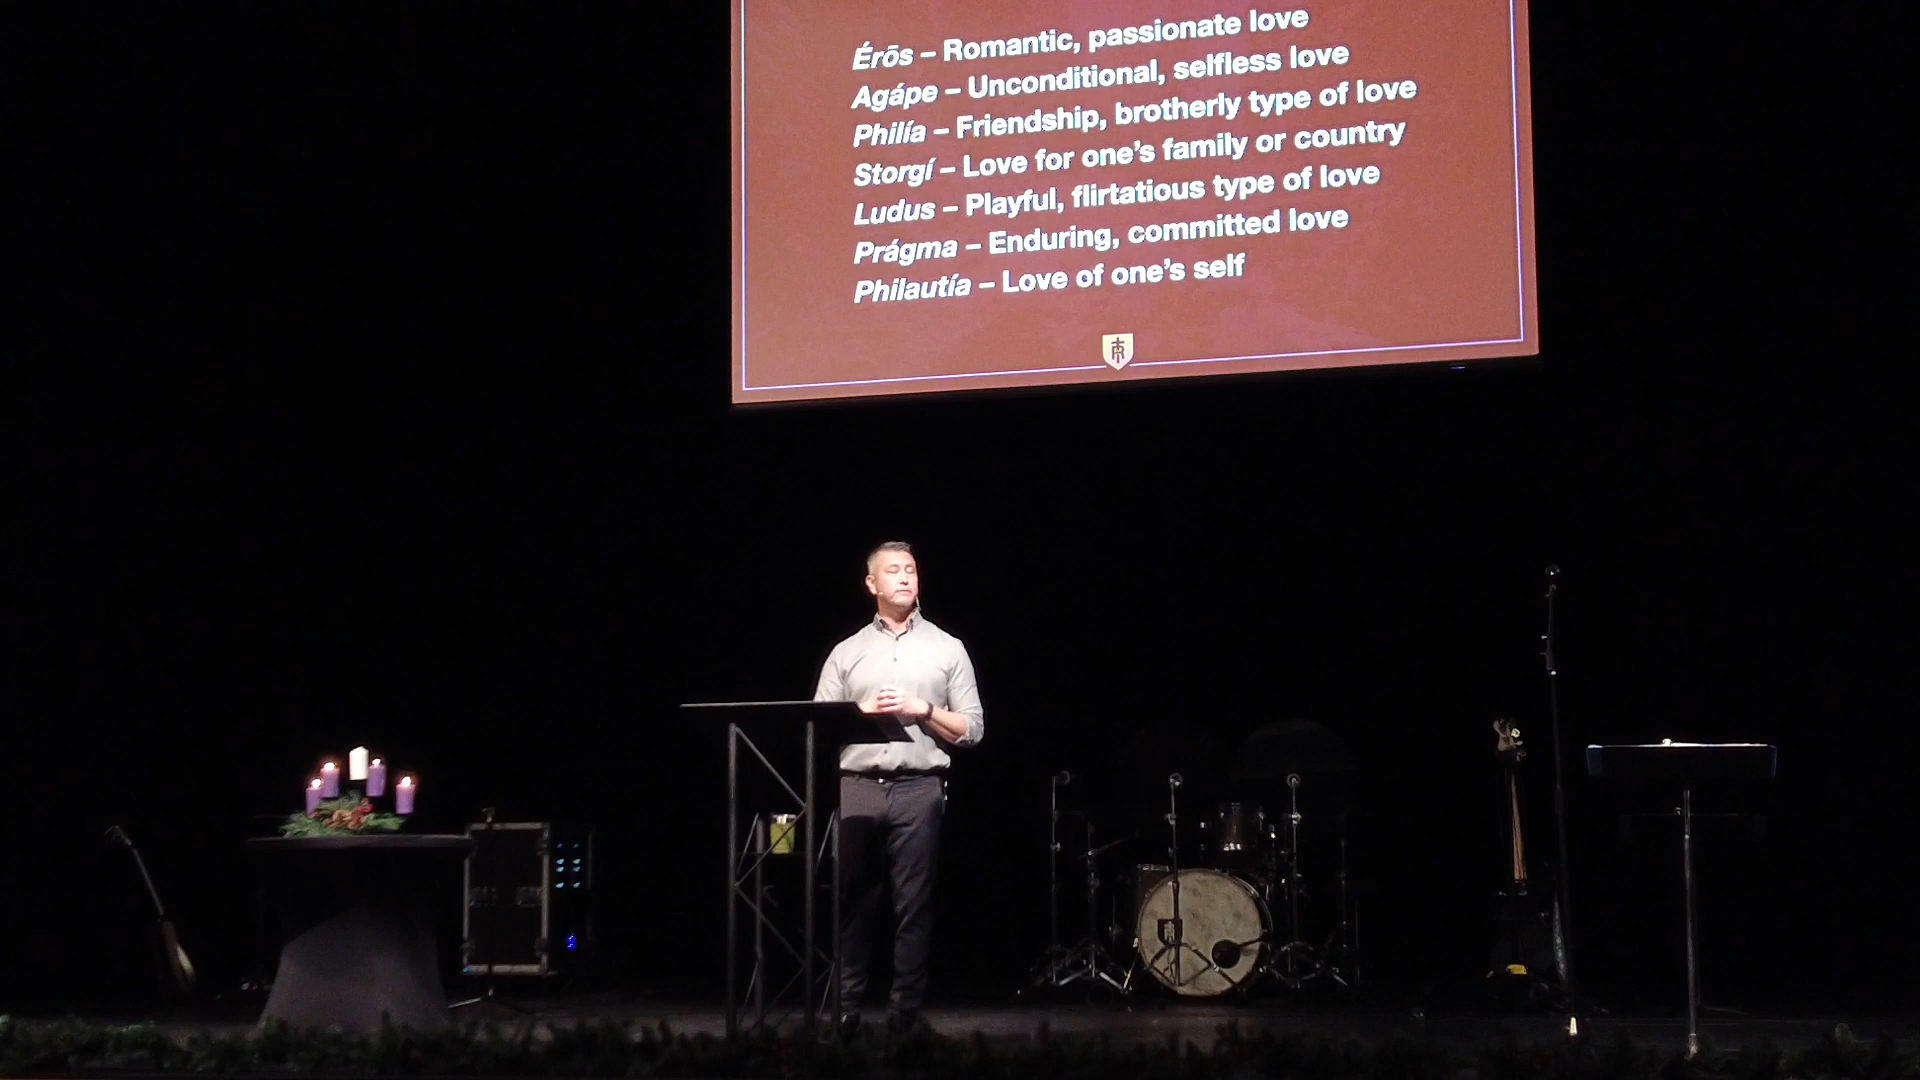 Érōs – Romantic, passionate love
Agápe – Unconditional, selfless love
Philía – Friendship, brotherly type of love
Storgí – Love for one’s family or country
Ludus – Playful, flirtatious type of love
Prágma – Enduring, committed love
Philautía – Love of one’s self